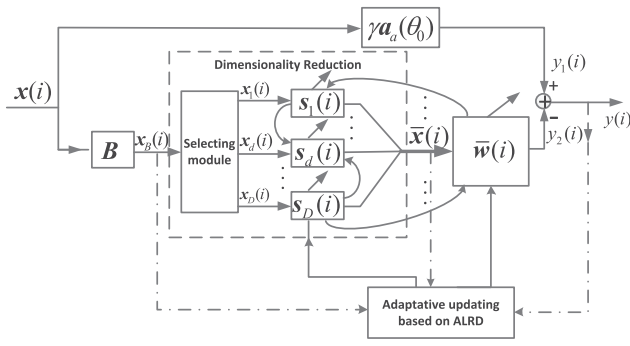 γa_a(θ_0)
y_1(i)
Dimensionality Reduction
x(i)
x_1(i)
s_1(i)
+
+
y(i)
-
y_2(i)
B
x_B(i)
Selecting module
x_d(i)
s_d(i)
x̄(i)
w̄(i)
x_D(i)
s_D(i)
Adaptative updating
based on ALRD